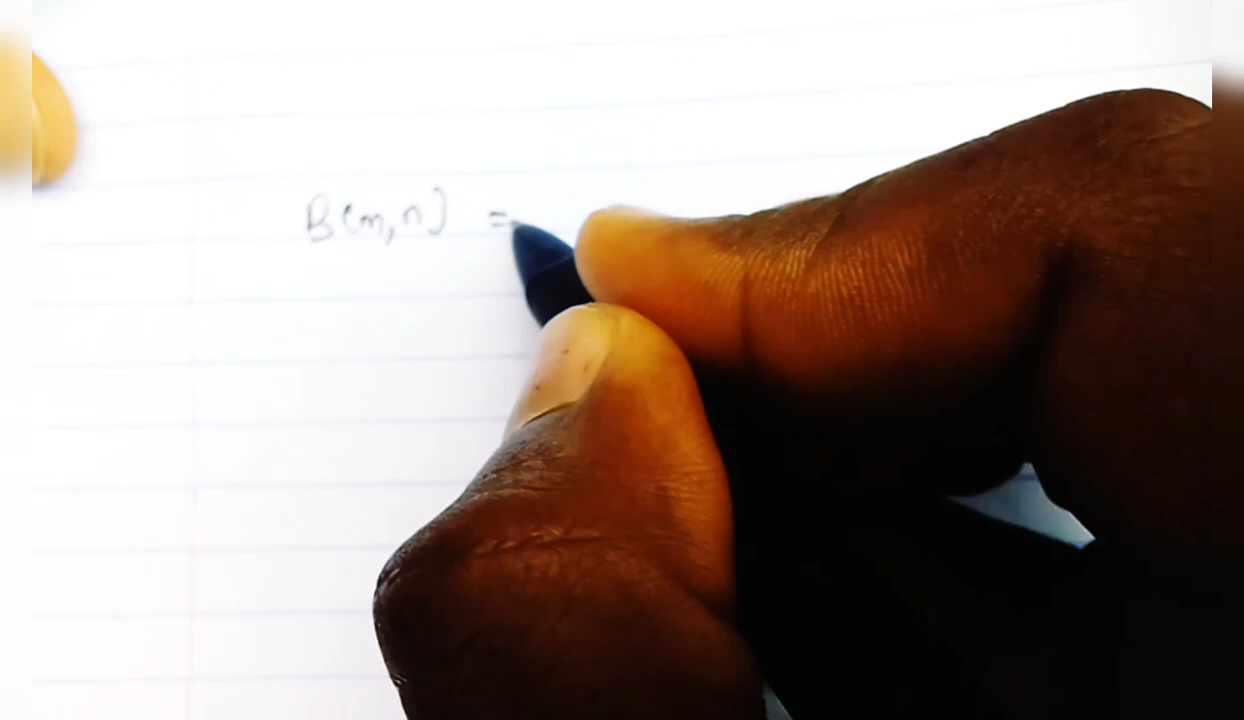 B(m,n) =